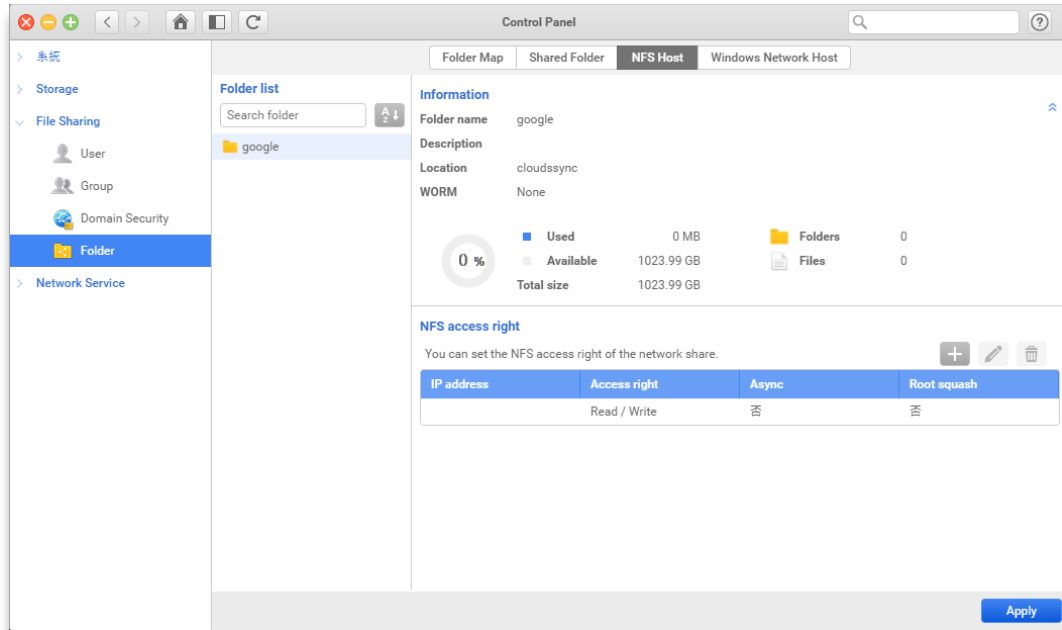 Control Panel
系統
Storage
File Sharing
User
Group
Domain Security
Folder
Network Service
Folder Map
Shared Folder
NFS Host
Windows Network Host
Folder list
Search folder
google
Information
Folder name google
Description
Location cloudssync
WORM None
0 %
Used 0 MB
Available 1023.99 GB
Total size 1023.99 GB
Folders 0
Files 0
NFS access right
You can set the NFS access right of the network share.
IP address Access right Async Root squash
Read / Write 否 否
Apply